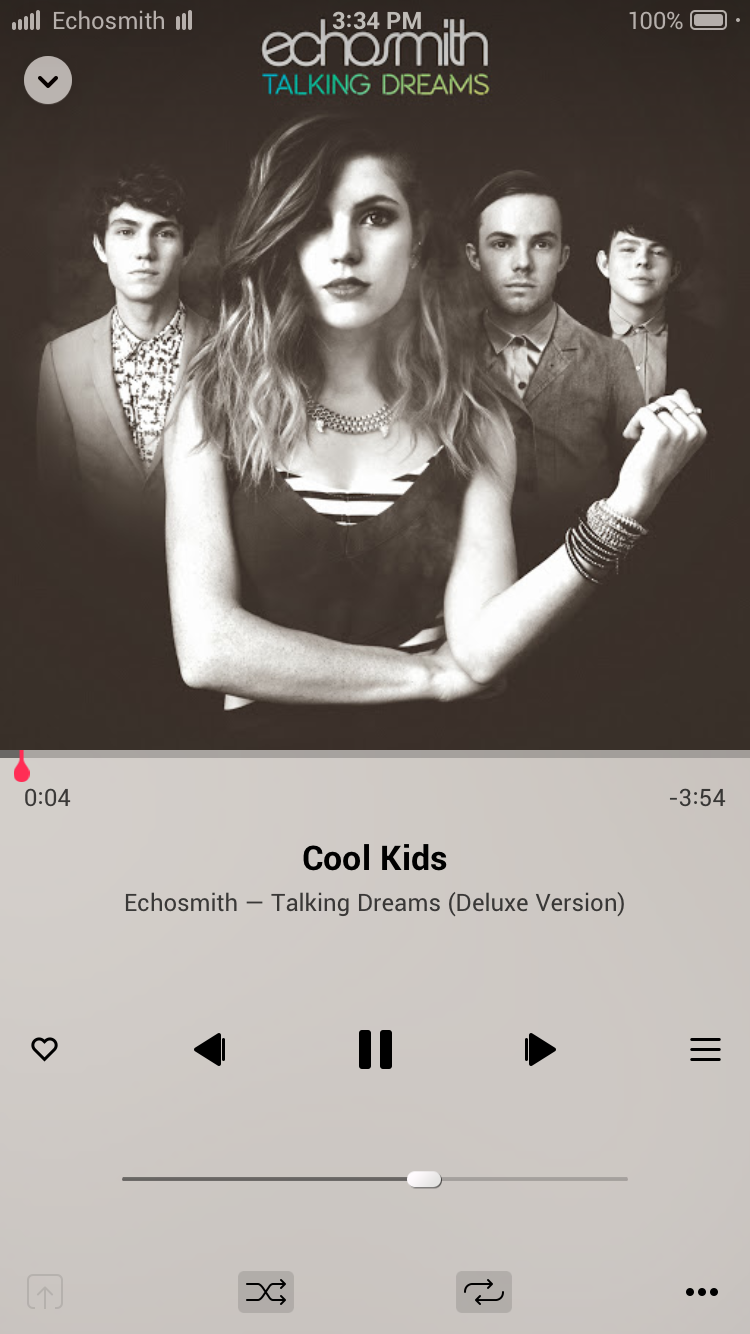 Echosmith 3:34 PM 100%
echosmith
TALKING DREAMS
0:04 -3:54
Cool Kids
Echosmith — Talking Dreams (Deluxe Version)